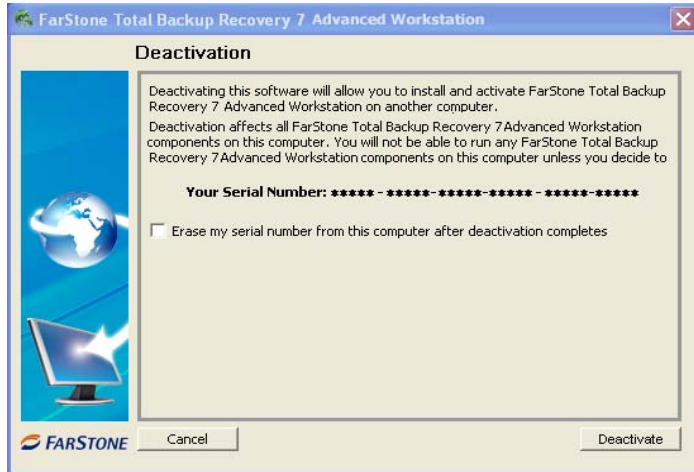 FarStone Total Backup Recovery 7 Advanced Workstation
Deactivation
Deactivating this software will allow you to install and activate FarStone Total Backup
Recovery 7 Advanced Workstation on another computer.
Deactivation affects all FarStone Total Backup Recovery 7Advanced Workstation
components on this computer. You will not be able to run any FarStone Total Backup
Recovery 7Advanced Workstation components on this computer unless you decide to
Your Serial Number: ***** - *****-*****-***** - *****-*****
Erase my serial number from this computer after deactivation completes
FARSTONE
Cancel
Deactivate